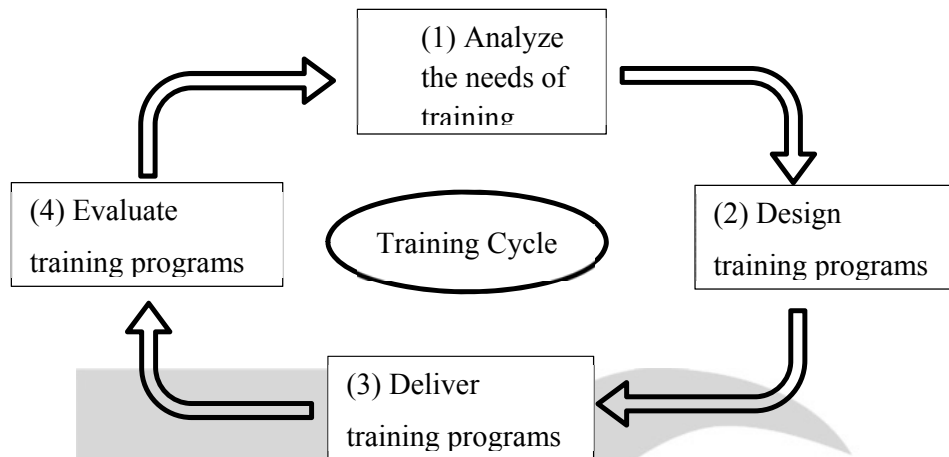 (1) Analyze
the needs of
training
(4) Evaluate
training programs
Training Cycle
(2) Design
training programs
(3) Deliver
training programs